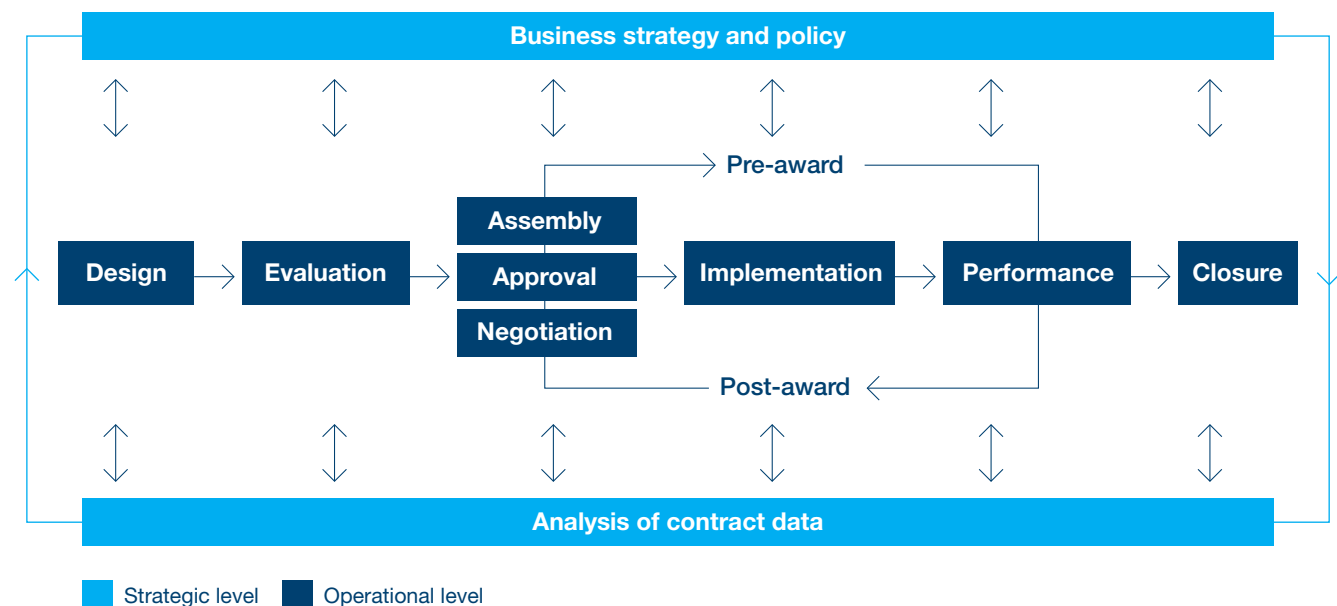 Business strategy and policy
Pre-award
Assembly
Design
Evaluation
Approval
Implementation
Performance
Closure
Negotiation
Post-award
Analysis of contract data
Strategic level
Operational level